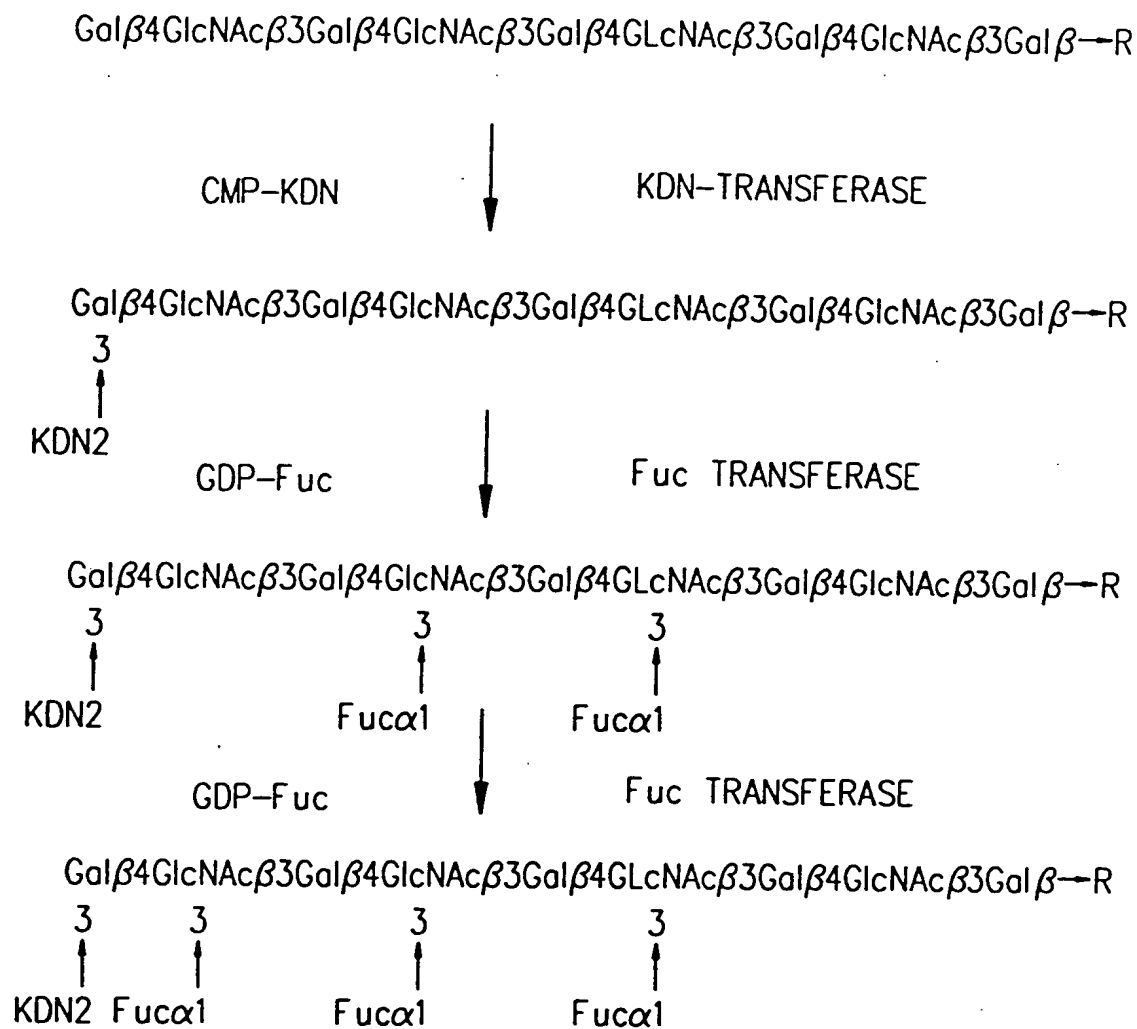 Galβ4GlcNAcβ3Galβ4GlcNAcβ3Galβ4GLcNAcβ3Galβ4GlcNAcβ3Galβ→R
CMP-KDN KDN-TRANSFERASE
Galβ4GlcNAcβ3Galβ4GlcNAcβ3Galβ4GLcNAcβ3Galβ4GlcNAcβ3Galβ→R
3
KDN2
GDP-Fuc Fuc TRANSFERASE
Galβ4GlcNAcβ3Galβ4GlcNAcβ3Galβ4GLcNAcβ3Galβ4GlcNAcβ3Galβ→R
3 3 3
KDN2 Fucα1 Fucα1
GDP-Fuc Fuc TRANSFERASE
Galβ4GlcNAcβ3Galβ4GlcNAcβ3Galβ4GLcNAcβ3Galβ4GlcNAcβ3Galβ→R
3 3 3 3
KDN2 Fucα1 Fucα1 Fucα1